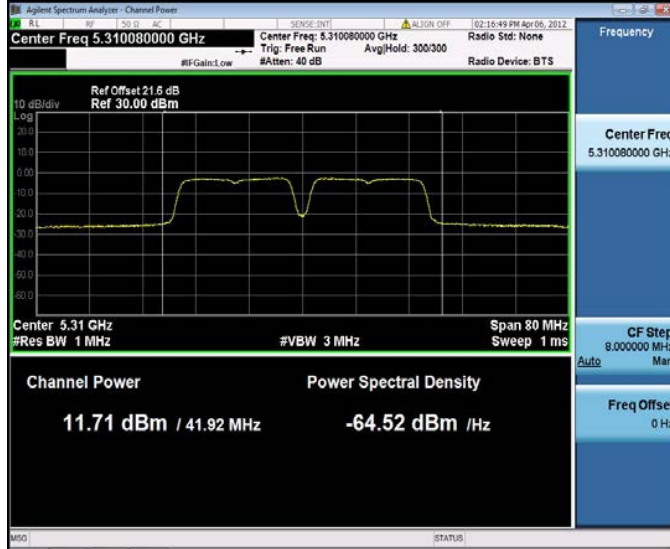 Agilent Spectrum Analyzer - Channel Power
RL RF 50 Ω AC SENSE:INT ALIGN OFF 02:16:49 PM Apr 06, 2012
Center Freq 5.310080000 GHz
Center Freq: 5.310080000 GHz
Radio Std: None
Trig: Free Run Avg|Hold: 300/300
#IFGain:Low
#Atten: 40 dB
Radio Device: BTS
Ref Offset 21.6 dB
10 dB/div Ref 30.00 dBm
Log
20.0
10.0
0.00
-10.0
-20.0
-30.0
-40.0
-50.0
-60.0
Center 5.31 GHz
Span 80 MHz
#Res BW 1 MHz
#VBW 3 MHz
Sweep 1 ms
Channel Power
Power Spectral Density
11.71 dBm / 41.92 MHz
-64.52 dBm /Hz
MSG
STATUS
Frequency
Center Freq
5.310080000 GHz
CF Step
8.000000 MHz
Auto Man
Freq Offset
0 Hz